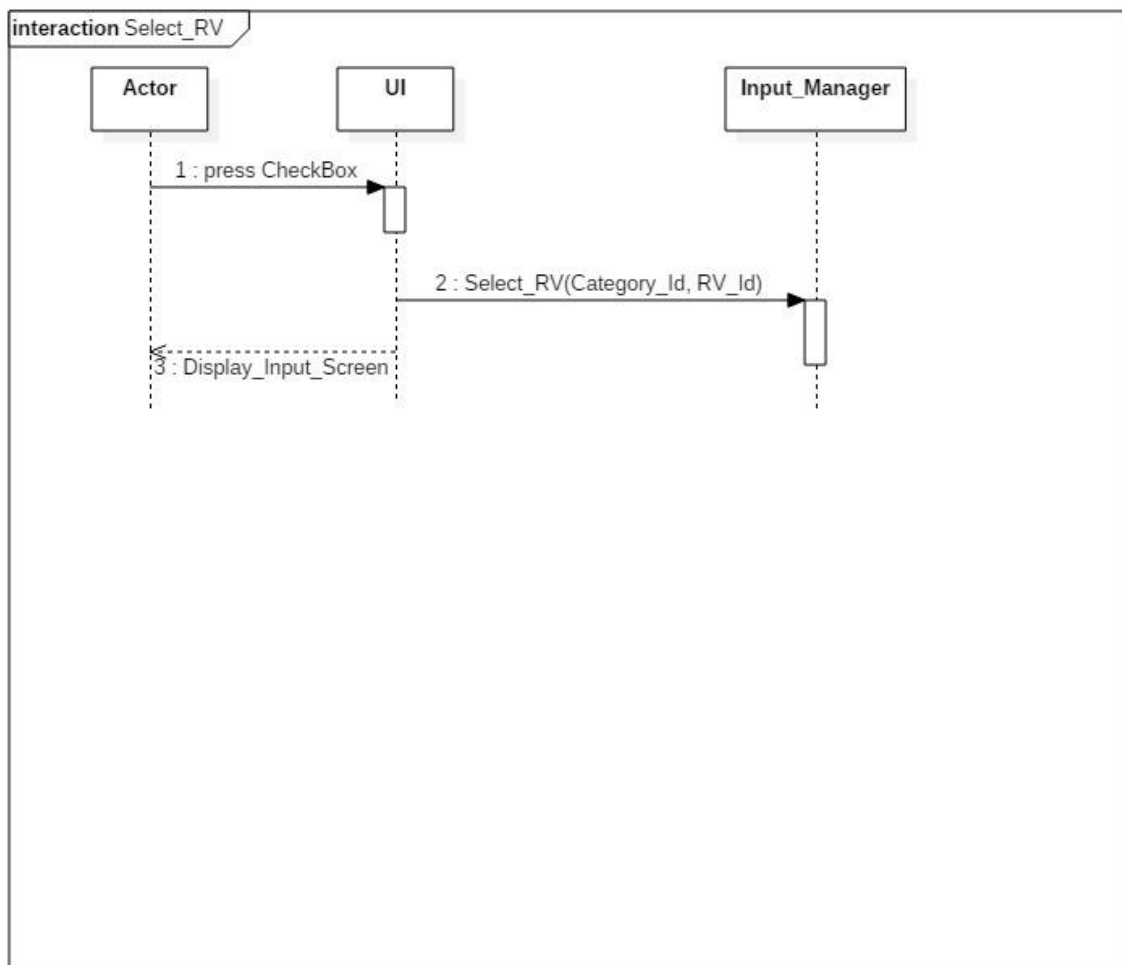 interaction Select_RV
Actor
UI
Input_Manager
1 : press CheckBox
2 : Select_RV(Category_Id, RV_Id)
3 : Display_Input_Screen